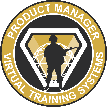 PRODUCT MANAGER
VIRTUAL TRAINING SYSTEMS